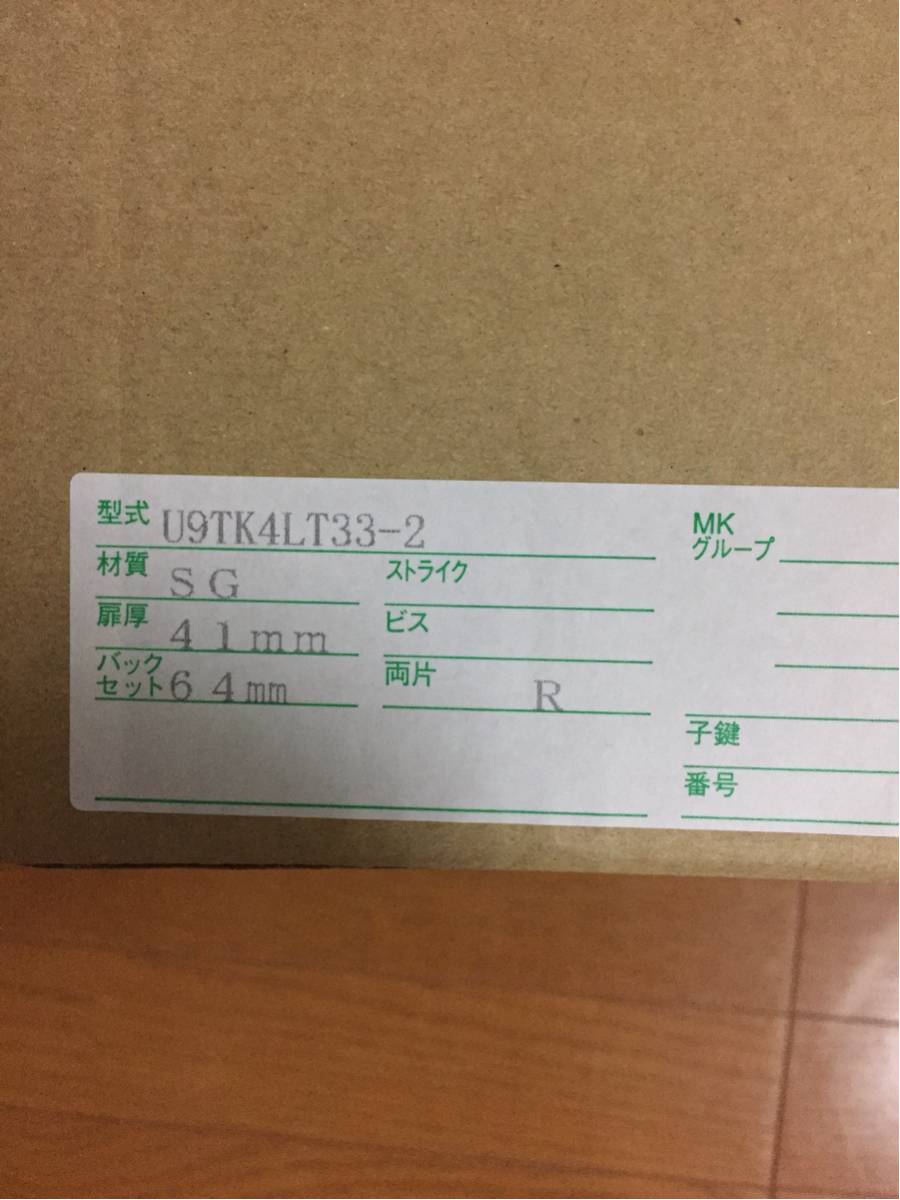 型式 U9TK4LT33-2
材質 SG
扉厚 41mm
バック
セット 64mm
ストライク
ビス
両片 R
MK
グループ
子鍵
番号